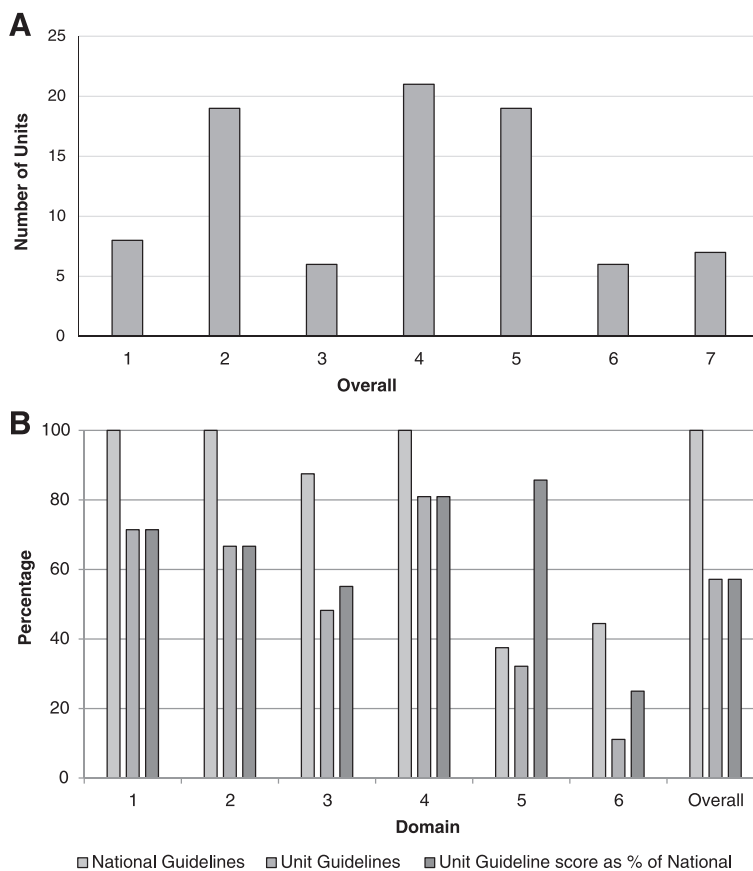 A
25
20
15
10
5
0
Number of Units
1 2 3 4 5 6 7
Overall
B
100
80
60
40
20
0
Percentage
1 2 3 4 5 6 Overall
Domain
National Guidelines Unit Guidelines Unit Guideline score as % of National